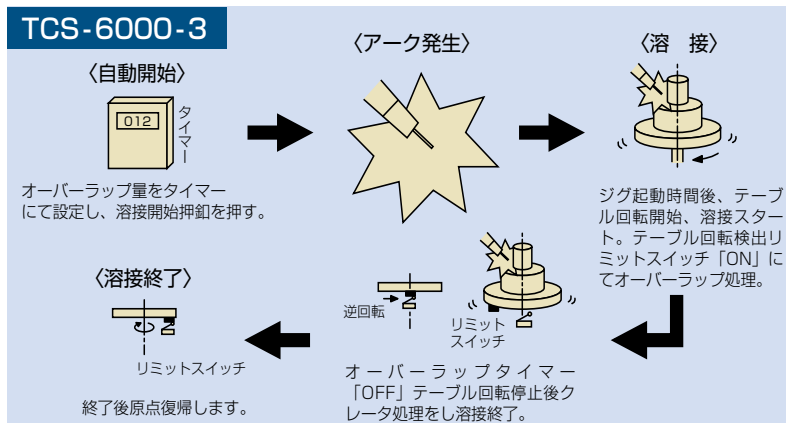 TCS-6000-3
〈自動開始〉
012
タイマー
オーバーラップ量をタイマー
にて設定し、溶接開始押釦を押す。
〈アーク発生〉
〈溶　接〉
ジグ起動時間後、テーブ
ル回転開始、溶接スター
ト。テーブル回転検出リ
ミットスイッチ「ON」に
てオーバーラップ処理。
逆回転
リミット
スイッチ
オーバーラップタイマー
「OFF」テーブル回転停止後ク
レータ処理をし溶接終了。
〈溶接終了〉
リミットスイッチ
終了後原点復帰します。